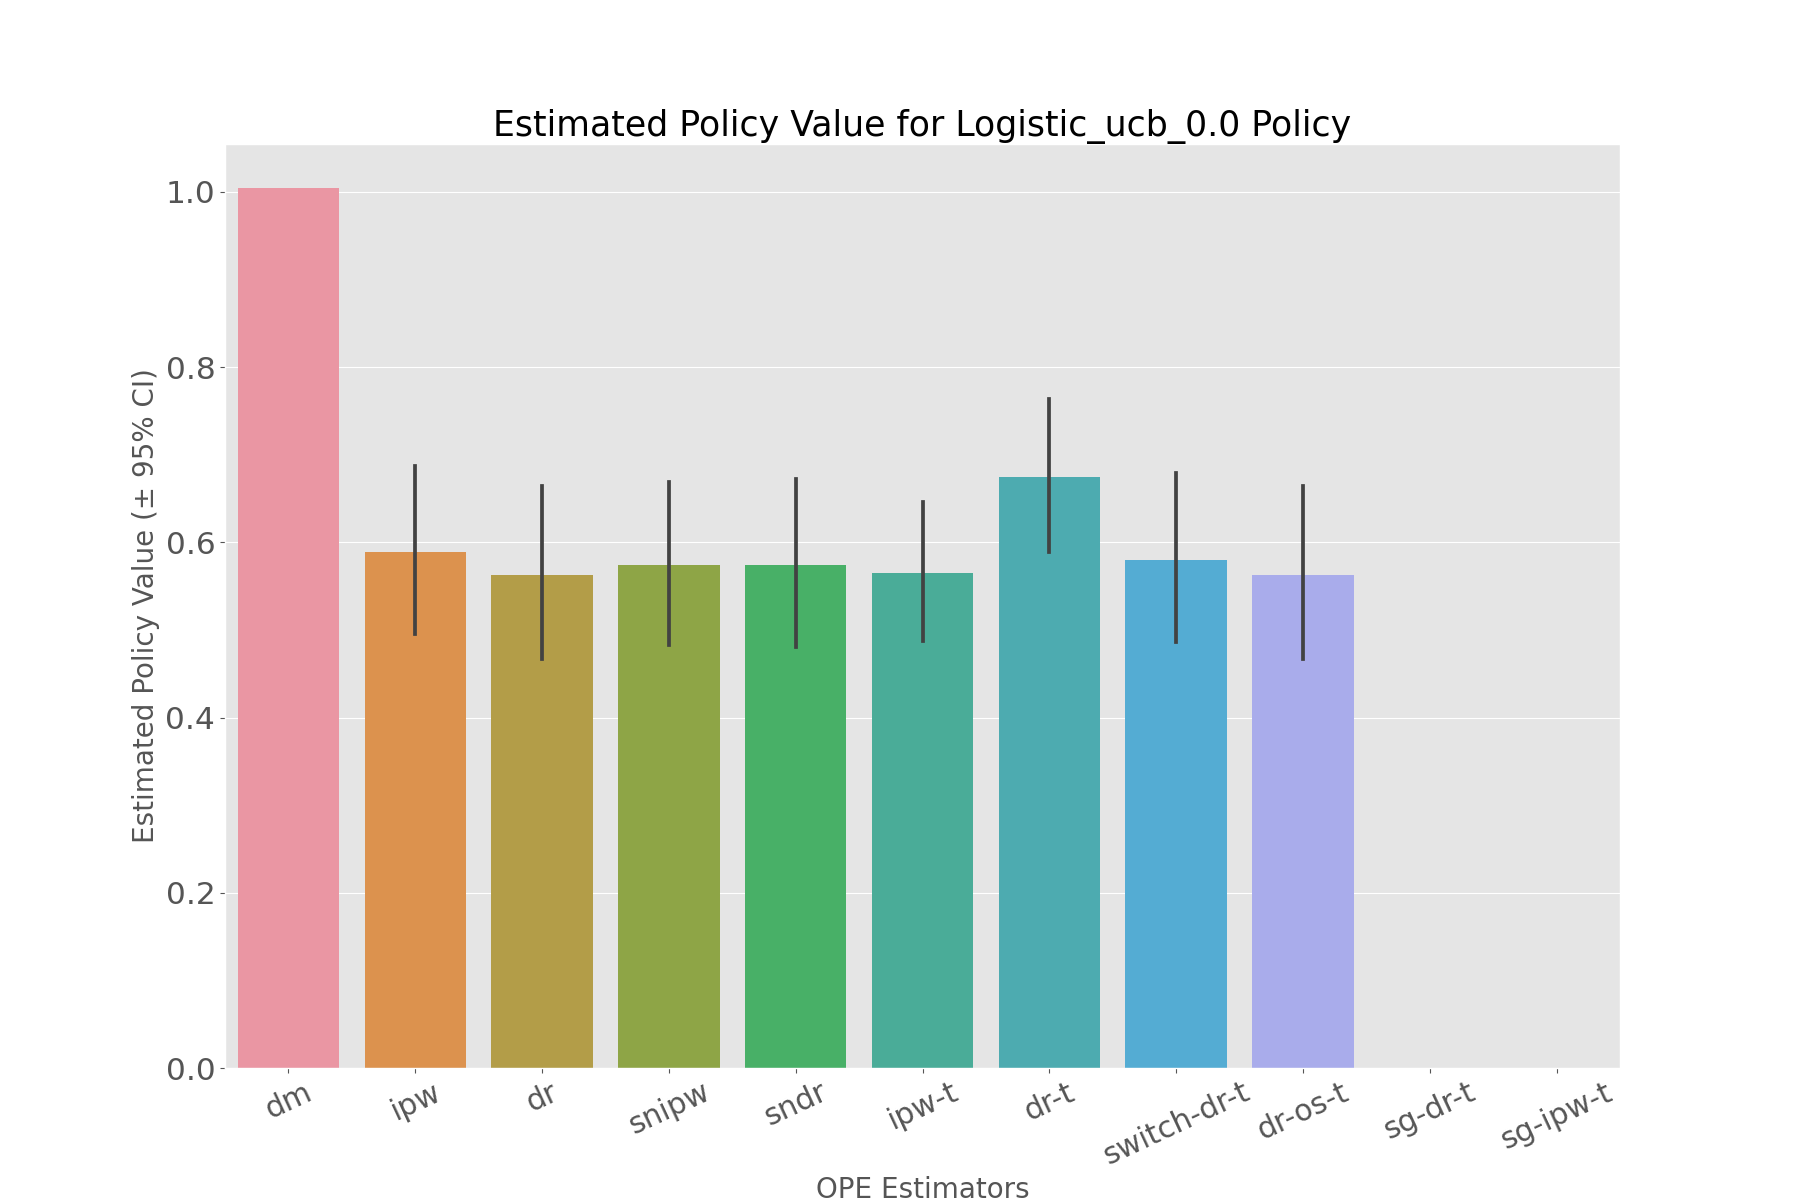 Estimated Policy Value for Logistic_ucb_0.0 Policy
Estimated Policy Value (± 95% CI)
1.0
0.8
0.6
0.4
0.2
0.0
dm
ipw
dr
snipw
sndr
ipw-t
dr-t
switch-dr-t
dr-os-t
sg-dr-t
sg-ipw-t
OPE Estimators